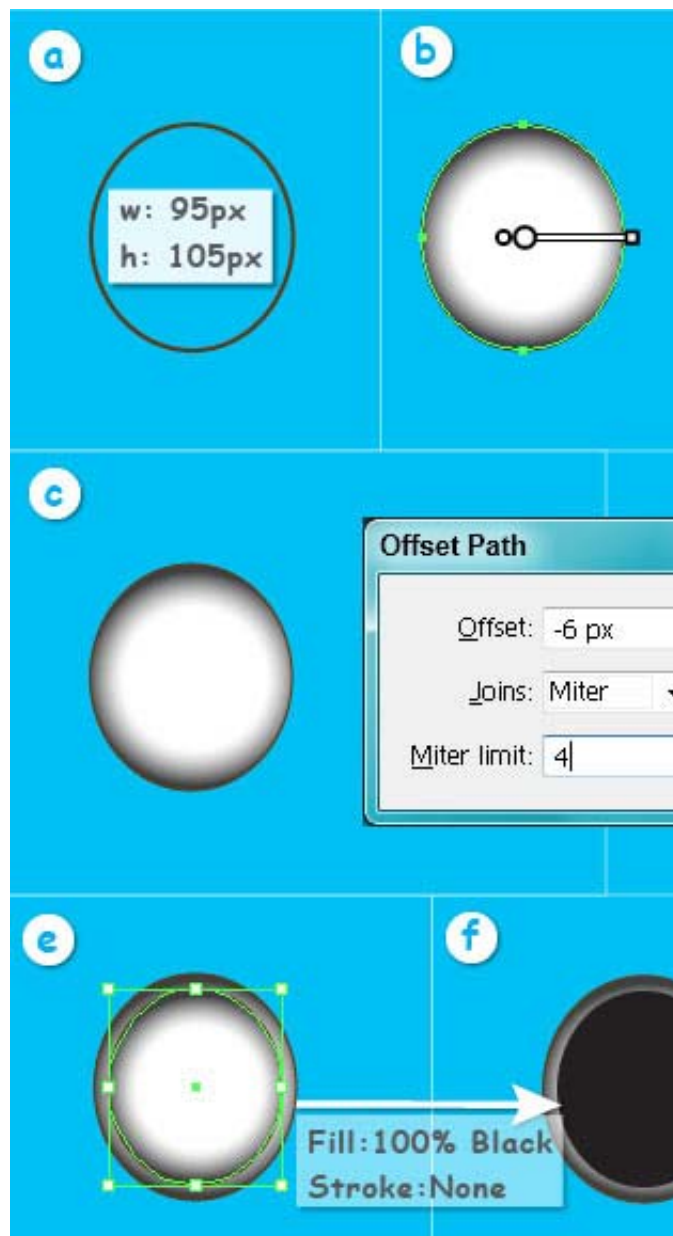 a
b
w: 95px
h: 105px
c
Offset Path
Offset: -6 px
Joins: Miter
Miter limit: 4
e
f
Fill:100% Black
Stroke:None